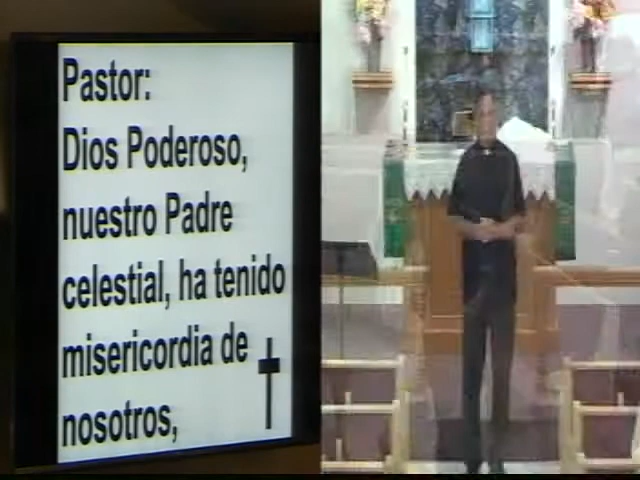 Pastor:
Dios Poderoso,
nuestro Padre
celestial, ha tenido
misericordia de
nosotros,